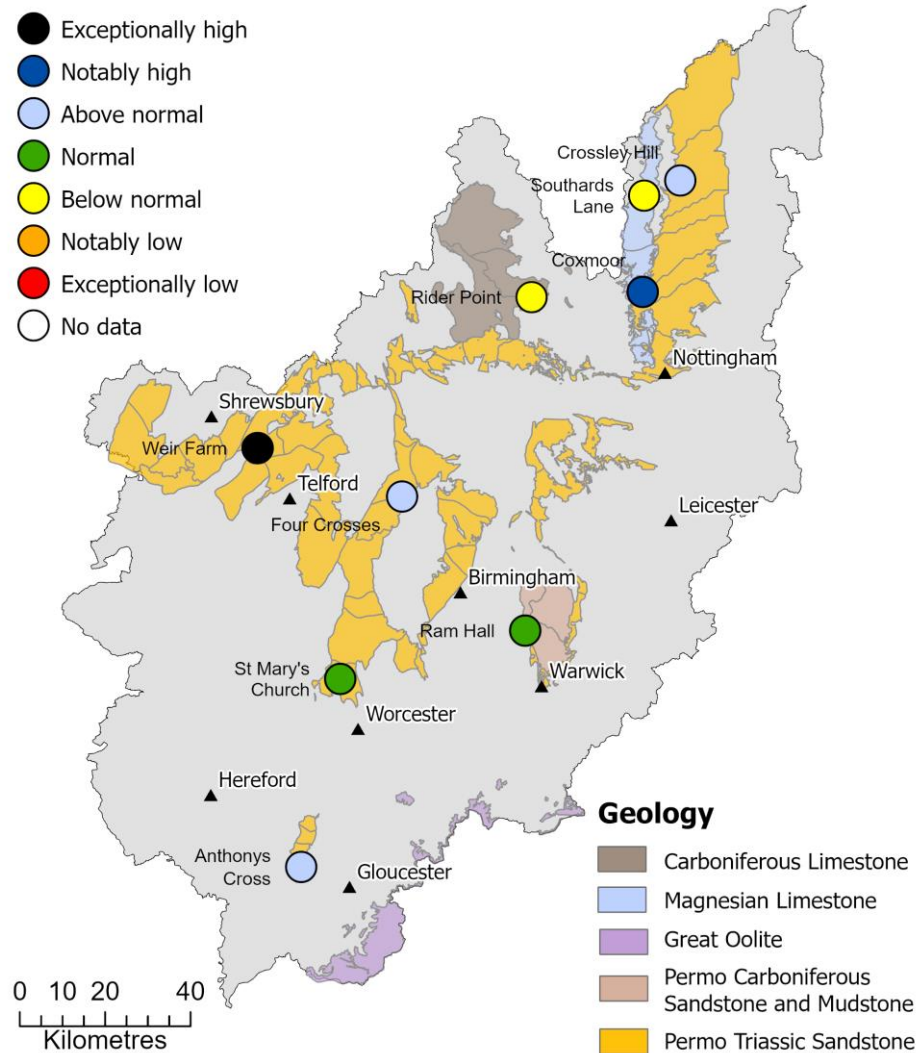 Exceptionally high
Notably high
Above normal
Normal
Below normal
Notably low
Exceptionally low
No data
Crossley Hill
Southards
Lane
Coxmoor
Rider Point
Nottingham
Shrewsbury
Weir Farm
Telford
Four Crosses
Leicester
Birmingham
Ram Hall
St Mary's
Church
Warwick
Worcester
Hereford
Anthonys
Cross
Gloucester
Geology
Carboniferous Limestone
Magnesian Limestone
Great Oolite
Permo Carboniferous
Sandstone and Mudstone
Permo Triassic Sandstone
0 10 20 40
Kilometres